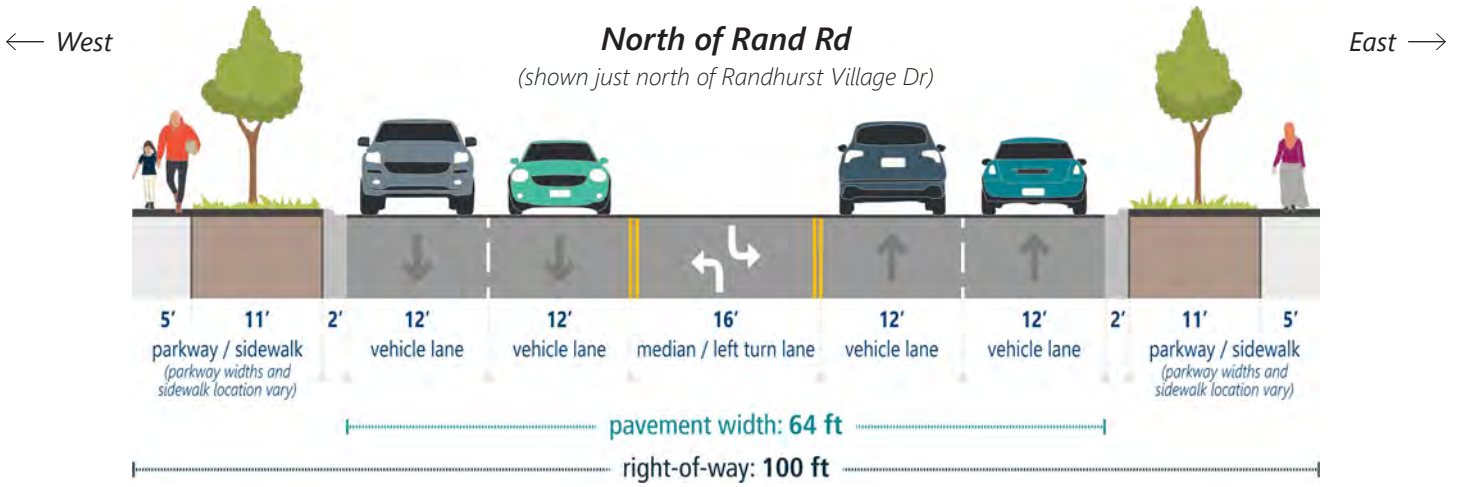 ← West
North of Rand Rd
East →
(shown just north of Randhurst Village Dr)
5’ 11’ 2’ 12’ 12’ 16’ 12’ 12’ 2’ 11’ 5’
parkway / sidewalk vehicle lane vehicle lane median / left turn lane vehicle lane vehicle lane parkway / sidewalk
(parkway widths and (parkway widths and
sidewalk location vary) sidewalk location vary)
pavement width: 64 ft
right-of-way: 100 ft